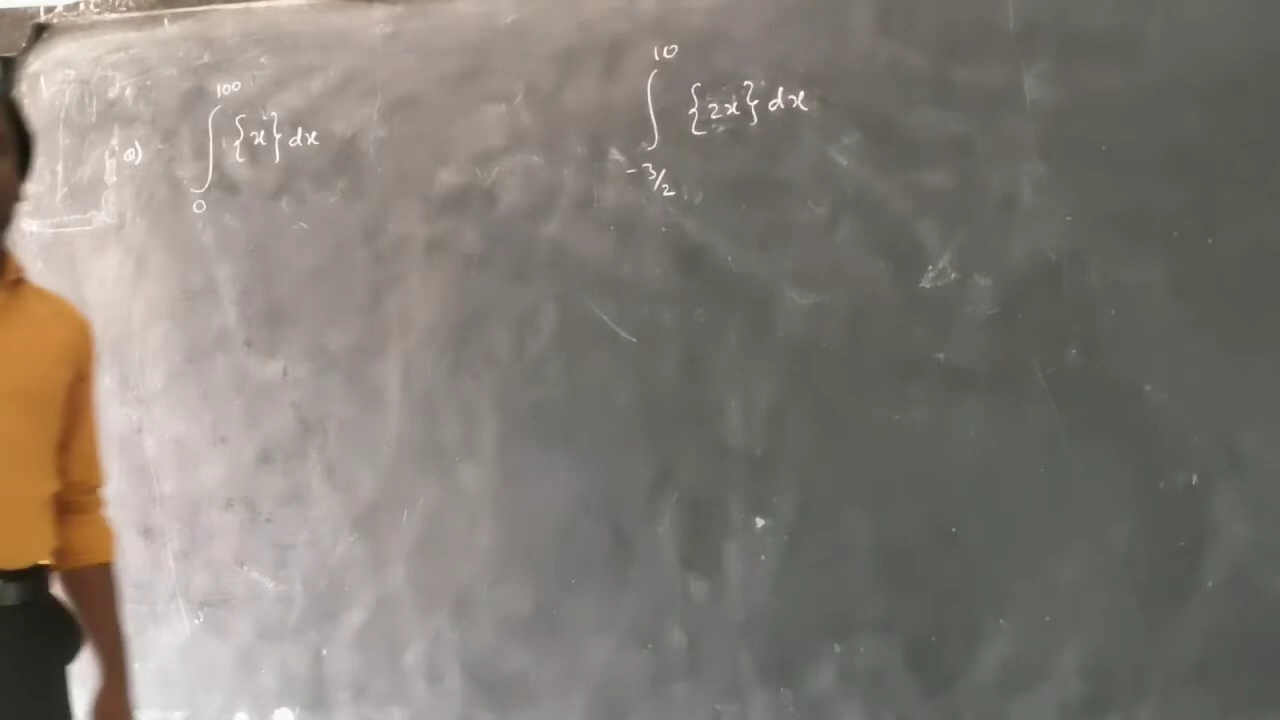 Q) ∫₀¹⁰⁰ {x} dx
∫₋₃/₂¹⁰ {2x} dx